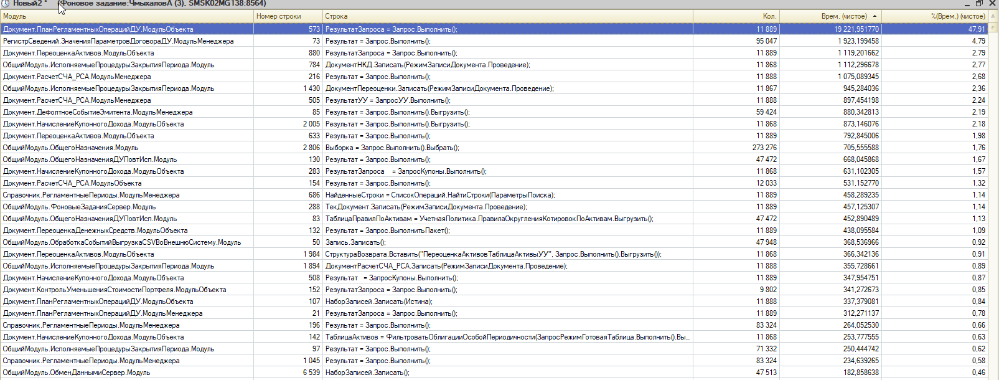 Новый2 * (Фоновое задание:ЧмыхаловА (3), SMSK02MG138:8564)
Модуль Номер строки Строка Кол. Врем. (чистое) %(Врем.) (чистое)
Документ.ПланРегламентныхОперацийДУ.МодульОбъекта 573 РезультатЗапроса = Запрос.Выполнить(); 11 889 19 221,951770 47,91
РегистрСведений.ЗначенияПараметровДоговораДУ.МодульМенеджера 73 Результат = Запрос.Выполнить(); 95 047 1 923,199458 4,79
Документ.ПереоценкаАктивов.МодульОбъекта 880 РезультатЗапроса = Запрос.Выполнить(); 11 889 1 119,201662 2,79
ОбщийМодуль.ИсполняемыеПроцедурыЗакрытияПериода.Модуль 784 ДокументНКД.Записать(РежимЗаписиДокумента.Проведение); 11 868 1 112,296678 2,77
Документ.РасчетСЧА_РСА.МодульМенеджера 216 Результат = Запрос.Выполнить(); 11 888 1 075,089345 2,68
ОбщийМодуль.ИсполняемыеПроцедурыЗакрытияПериода.Модуль 1 430 ДокументПереоценки.Записать(РежимЗаписиДокумента.Проведение); 11 867 945,284036 2,36
Документ.РасчетСЧА_РСА.МодульМенеджера 505 РезультатУУ = ЗапросУУ.Выполнить(); 11 888 897,454198 2,24
Документ.ДефолтноеСобытиеЭмитента.МодульМенеджера 85 Результат = Запрос.Выполнить().Выгрузить(); 59 424 880,342813 2,19
Документ.НачислениеКупонногоДохода.МодульОбъекта 2 005 Результат = Запрос.Выполнить().Выгрузить(); 11 868 873,146076 2,18
Документ.ПереоценкаАктивов.МодульОбъекта 633 Результат = Запрос.Выполнить(); 11 889 792,845006 1,98
ОбщийМодуль.ОбщегоНазначения.Модуль 2 806 Выборка = Запрос.Выполнить().Выбрать(); 273 276 705,555588 1,76
ОбщийМодуль.ОбщегоНазначенияДУПовтИсп.Модуль 130 Результат = Запрос.Выполнить(); 47 472 668,045868 1,67
Документ.НачислениеКупонногоДохода.МодульОбъекта 283 РезультатЗапроса = ЗапросКупоны.Выполнить(); 11 868 631,102305 1,57
Документ.РасчетСЧА_РСА.МодульОбъекта 154 Результат = Запрос.Выполнить(); 12 033 531,152770 1,32
Справочник.РегламентныеПериоды.МодульМенеджера 686 НайденныеСтроки = СписокОпераций.НайтиСтроки(ПараметрыПоиска); 11 889 458,289235 1,14
ОбщийМодуль.ФоновыеЗаданияСервер.Модуль 288 ТекДокумент.Записать(РежимЗаписиДокумента.Проведение); 11 889 457,125307 1,14
ОбщийМодуль.ОбщегоНазначенияДУПовтИсп.Модуль 83 ТаблицаПравилПоАктивам = УчетнаяПолитика.ПравилаОкругленияКотировокПоАктивам.Выгрузить(); 47 472 452,890489 1,13
Документ.ПереоценкаДенежныхСредств.МодульОбъекта 132 Результат = Запрос.ВыполнитьПакет(); 11 889 438,095584 1,09
ОбщийМодуль.ОбработкаСобытийВыгрузкаCSVВоВнешнююСистему.Модуль 50 Запись.Записать(); 47 948 368,536966 0,92
Документ.ПереоценкаАктивов.МодульОбъекта 1 984 СтруктураВозврата.Вставить("ПереоценкаАктивовТаблицаАктивыУУ", Запрос.Выполнить().Выгрузить()); 11 868 366,342136 0,91
ОбщийМодуль.ИсполняемыеПроцедурыЗакрытияПериода.Модуль 1 894 ДокументРасчетСЧА_РСА.Записать(РежимЗаписиДокумента.Проведение); 11 888 355,728661 0,89
Документ.НачислениеКупонногоДохода.МодульОбъекта 508 Результат = ЗапросКупоны.Выполнить(); 11 889 347,954751 0,87
Документ.КонтрольУменьшенияСтоимостиПортфеля.МодульОбъекта 152 РезультатЗапроса = Запрос.Выполнить(); 9 802 341,272673 0,85
Документ.ПланРегламентныхОперацийДУ.МодульОбъекта 107 НаборЗаписей.Записать(Истина); 11 888 337,379081 0,84
Документ.ПланРегламентныхОперацийДУ.МодульМенеджера 21 РезультатЗапроса = Запрос.Выполнить(); 11 889 312,271137 0,78
Справочник.РегламентныеПериоды.МодульМенеджера 196 Результат = Запрос.Выполнить(); 83 324 264,052530 0,66
Документ.НачислениеКупонногоДохода.МодульОбъекта 142 ТаблицаАктивов = ФильтроватьОблигацииОсобойПериодичности(ЗапросРежимГотоваяТаблица.Выполнить().Вы... 11 868 253,777555 0,63
ОбщийМодуль.ИсполняемыеПроцедурыЗакрытияПериода.Модуль 97 Результат = Запрос.Выполнить(); 71 332 250,444742 0,62
Справочник.РегламентныеПериоды.МодульМенеджера 1 045 Результат = Запрос.Выполнить(); 83 324 234,639265 0,58
ОбщийМодуль.ОбменДаннымиСервер.Модуль 6 539 НаборЗаписей.Записать(); 47 513 182,858638 0,46